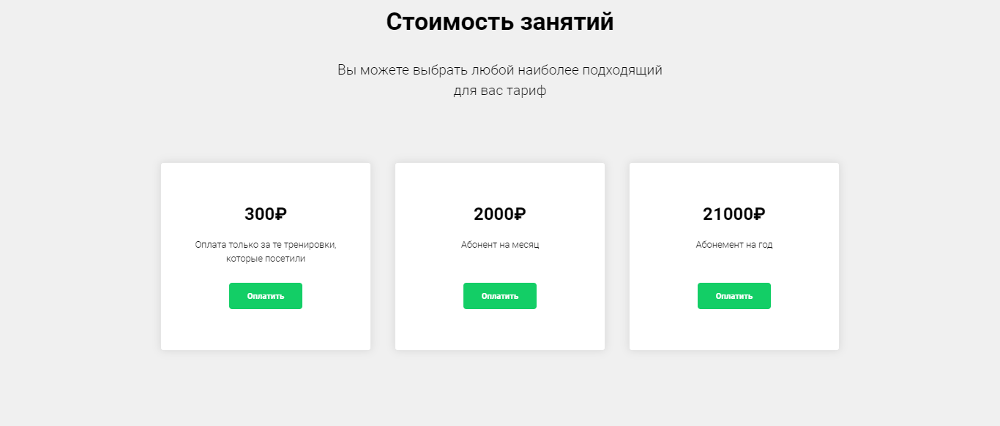 Стоимость занятий
Вы можете выбрать любой наиболее подходящий
для вас тариф
300₽
Оплата только за те тренировки,
которые посетили
Оплатить
2000₽
Абонент на месяц
Оплатить
21000₽
Абонемент на год
Оплатить